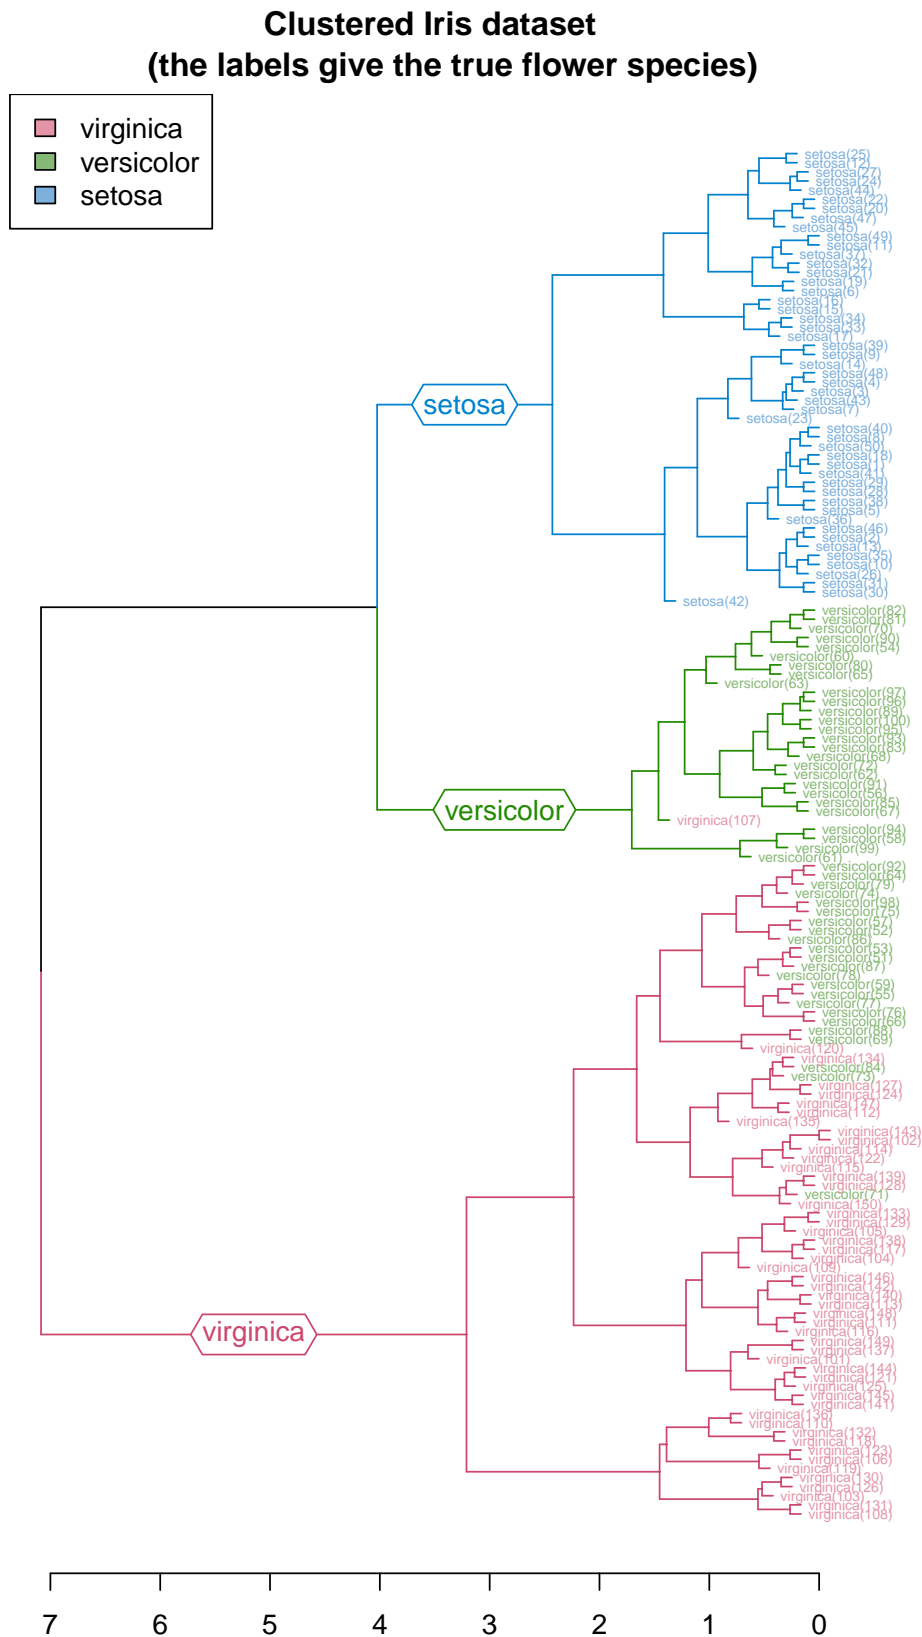 Clustered Iris dataset
(the labels give the true flower species)
virginica
versicolor
setosa
setosa(25)
setosa(12)
setosa(27)
setosa(24)
setosa(44)
setosa(22)
setosa(20)
setosa(47)
setosa(45)
setosa(49)
setosa(11)
setosa(37)
setosa(32)
setosa(21)
setosa(19)
setosa(6)
setosa(16)
setosa(15)
setosa(34)
setosa(33)
setosa(17)
setosa(39)
setosa(9)
setosa(14)
setosa(48)
setosa(4)
setosa(3)
setosa(43)
setosa(7)
setosa(23)
setosa
setosa(40)
setosa(8)
setosa(50)
setosa(18)
setosa(1)
setosa(41)
setosa(29)
setosa(28)
setosa(38)
setosa(5)
setosa(36)
setosa(46)
setosa(2)
setosa(13)
setosa(35)
setosa(10)
setosa(26)
setosa(31)
setosa(30)
setosa(42)
versicolor(82)
versicolor(81)
versicolor(70)
versicolor(90)
versicolor(54)
versicolor(60)
versicolor(80)
versicolor(65)
versicolor(63)
versicolor(97)
versicolor(96)
versicolor(89)
versicolor(100)
versicolor(95)
versicolor(93)
versicolor(83)
versicolor(68)
versicolor(72)
versicolor(62)
versicolor(91)
versicolor(56)
versicolor(85)
versicolor(67)
versicolor
virginica(107)
versicolor(94)
versicolor(58)
versicolor(99)
versicolor(61)
versicolor(92)
versicolor(64)
versicolor(79)
versicolor(74)
versicolor(98)
versicolor(75)
versicolor(57)
versicolor(52)
versicolor(86)
versicolor(53)
versicolor(51)
versicolor(87)
versicolor(78)
versicolor(59)
versicolor(55)
versicolor(77)
versicolor(76)
versicolor(66)
versicolor(88)
versicolor(69)
virginica(120)
virginica(134)
versicolor(84)
versicolor(73)
virginica(127)
virginica(124)
virginica(147)
virginica(112)
virginica(135)
virginica(143)
virginica(102)
virginica(114)
virginica(122)
virginica(115)
virginica(139)
virginica(128)
versicolor(71)
virginica(150)
virginica(133)
virginica(129)
virginica(105)
virginica(138)
virginica(117)
virginica(104)
virginica(109)
virginica(146)
virginica(142)
virginica(140)
virginica(113)
virginica(148)
virginica(111)
virginica(116)
virginica
virginica(149)
virginica(137)
virginica(101)
virginica(144)
virginica(121)
virginica(125)
virginica(145)
virginica(141)
virginica(136)
virginica(110)
virginica(132)
virginica(118)
virginica(123)
virginica(106)
virginica(119)
virginica(130)
virginica(126)
virginica(103)
virginica(131)
virginica(108)
7 6 5 4 3 2 1 0